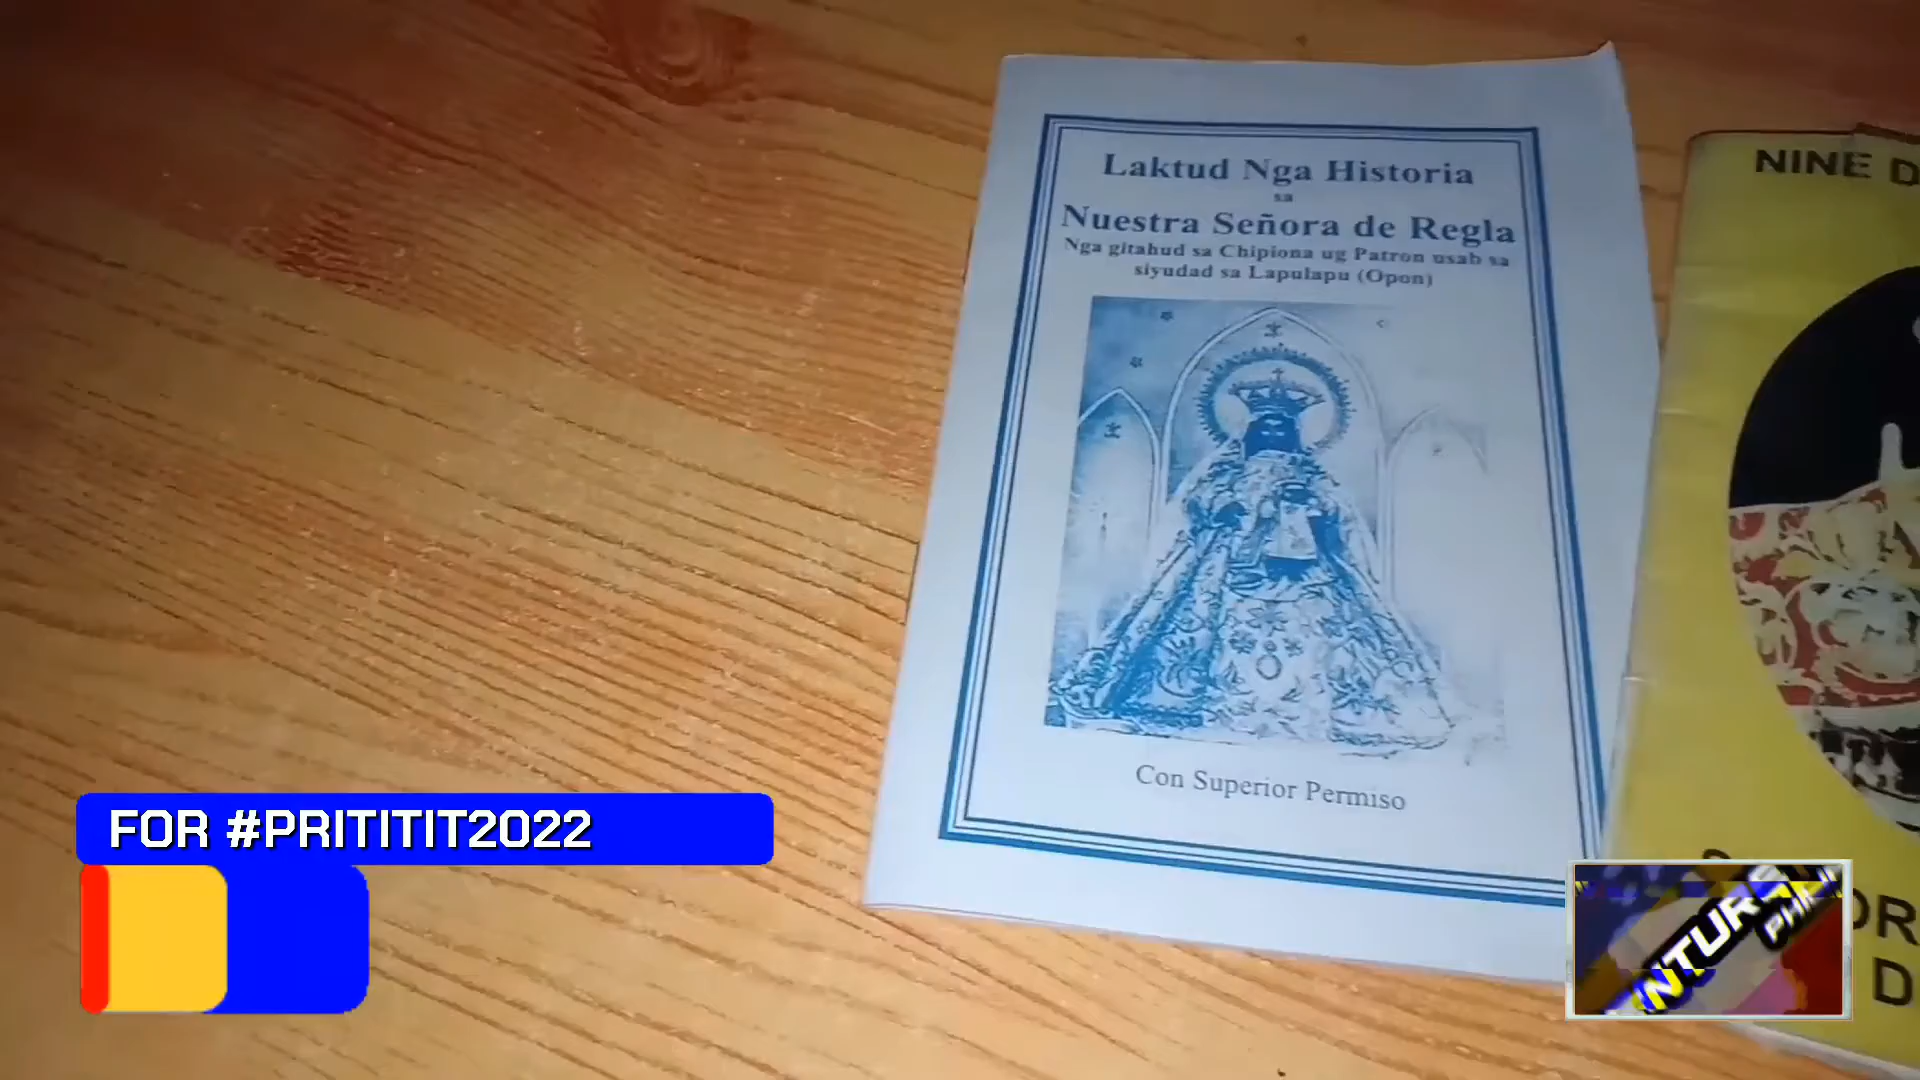 Laktud Nga Historia
sa
Nuestra Señora de Regla
Nga gitahud sa Chipiona ug Patron usab sa
siyudad sa Lapulapu (Opon)
Con Superior Permiso
NINE D
FOR #PRITITIT2022